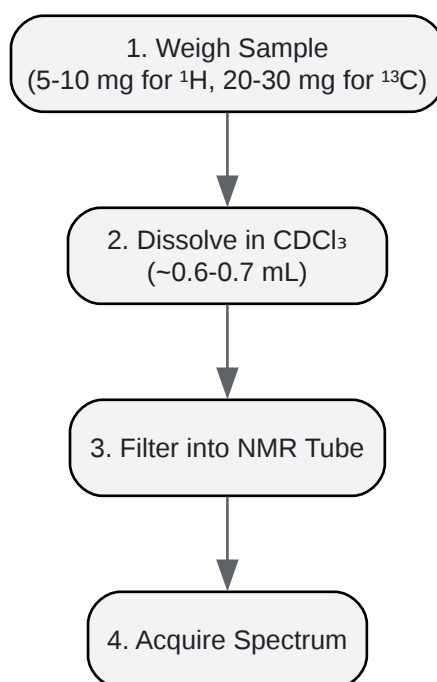 1. Weigh Sample
(5-10 mg for ¹H, 20-30 mg for ¹³C)
2. Dissolve in CDCl₃
(~0.6-0.7 mL)
3. Filter into NMR Tube
4. Acquire Spectrum